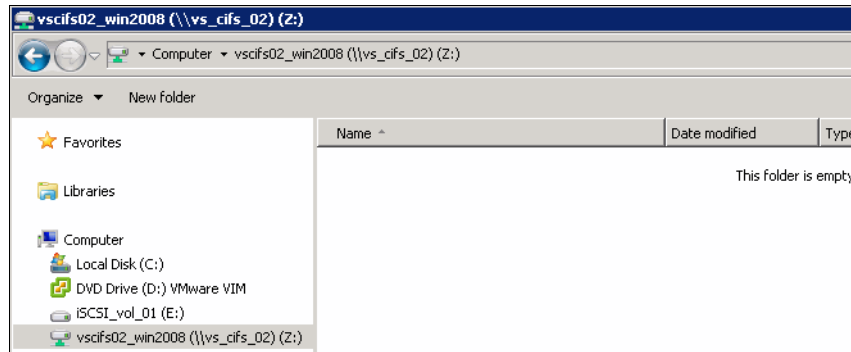 vscifs02_win2008 (\\vs_cifs_02) (Z:)
Computer vscifs02_win2008 (\\vs_cifs_02) (Z:)
Organize New folder
Name Date modified Type
This folder is empty
Favorites
Libraries
Computer
Local Disk (C:)
DVD Drive (D:) VMware VIM
iSCSI_vol_01 (E:)
vscifs02_win2008 (\\vs_cifs_02) (Z:)